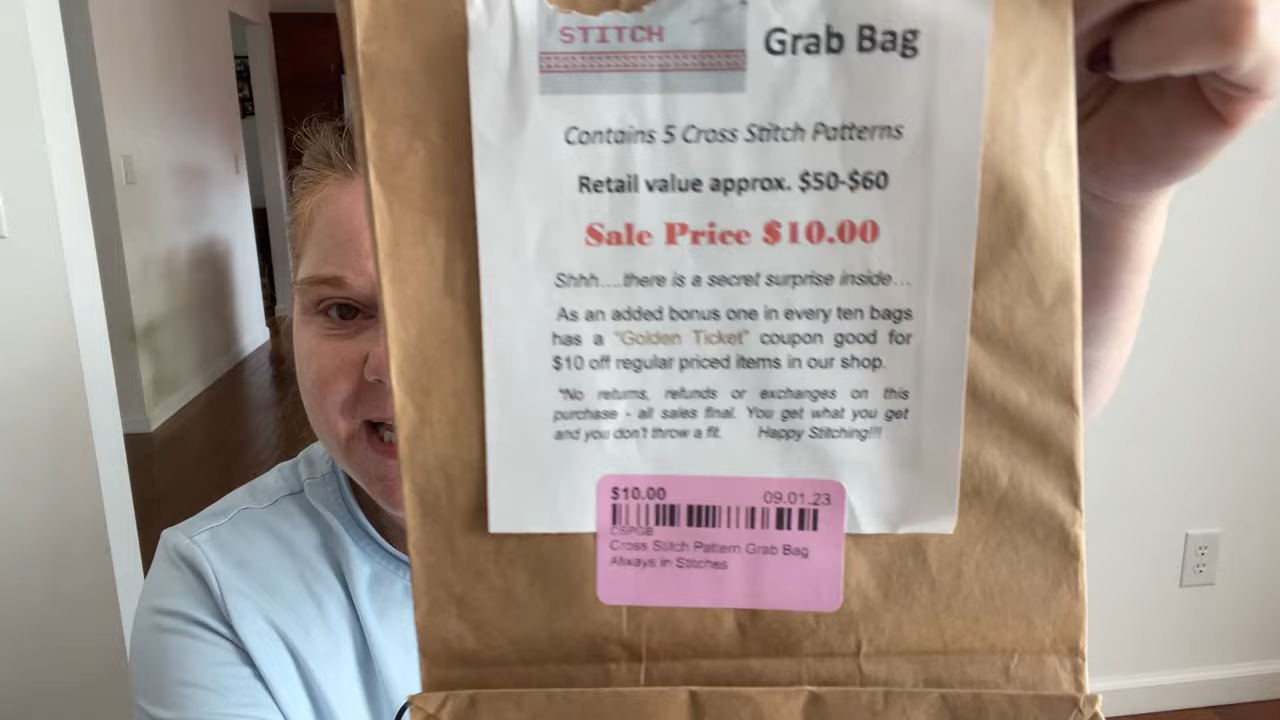 STITCH
Grab Bag
Contains 5 Cross Stitch Patterns
Retail value approx. $50-$60
Sale Price $10.00
Shhh....there is a secret surprise inside...
As an added bonus one in every ten bags
has a "Golden Ticket" coupon good for
$10 off regular priced items in our shop.
*No returns, refunds or exchanges on this
purchase - all sales final. You get what you get
and you don't throw a fit. Happy Stitching!!!
$10.00 09.01.23
CSPGB
Cross Stitch Pattern Grab Bag
Always in Stitches